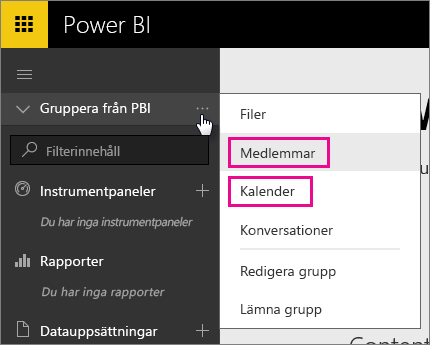 Power BI
Gruppera från PBI ...
Filterinnehåll
Instrumentpaneler
Du har inga instrumentpaneler
Rapporter
Du har inga rapporter
Datauppsättningar
Filer
Medlemmar
Kalender
Konversationer
Redigera grupp
Lämna grupp